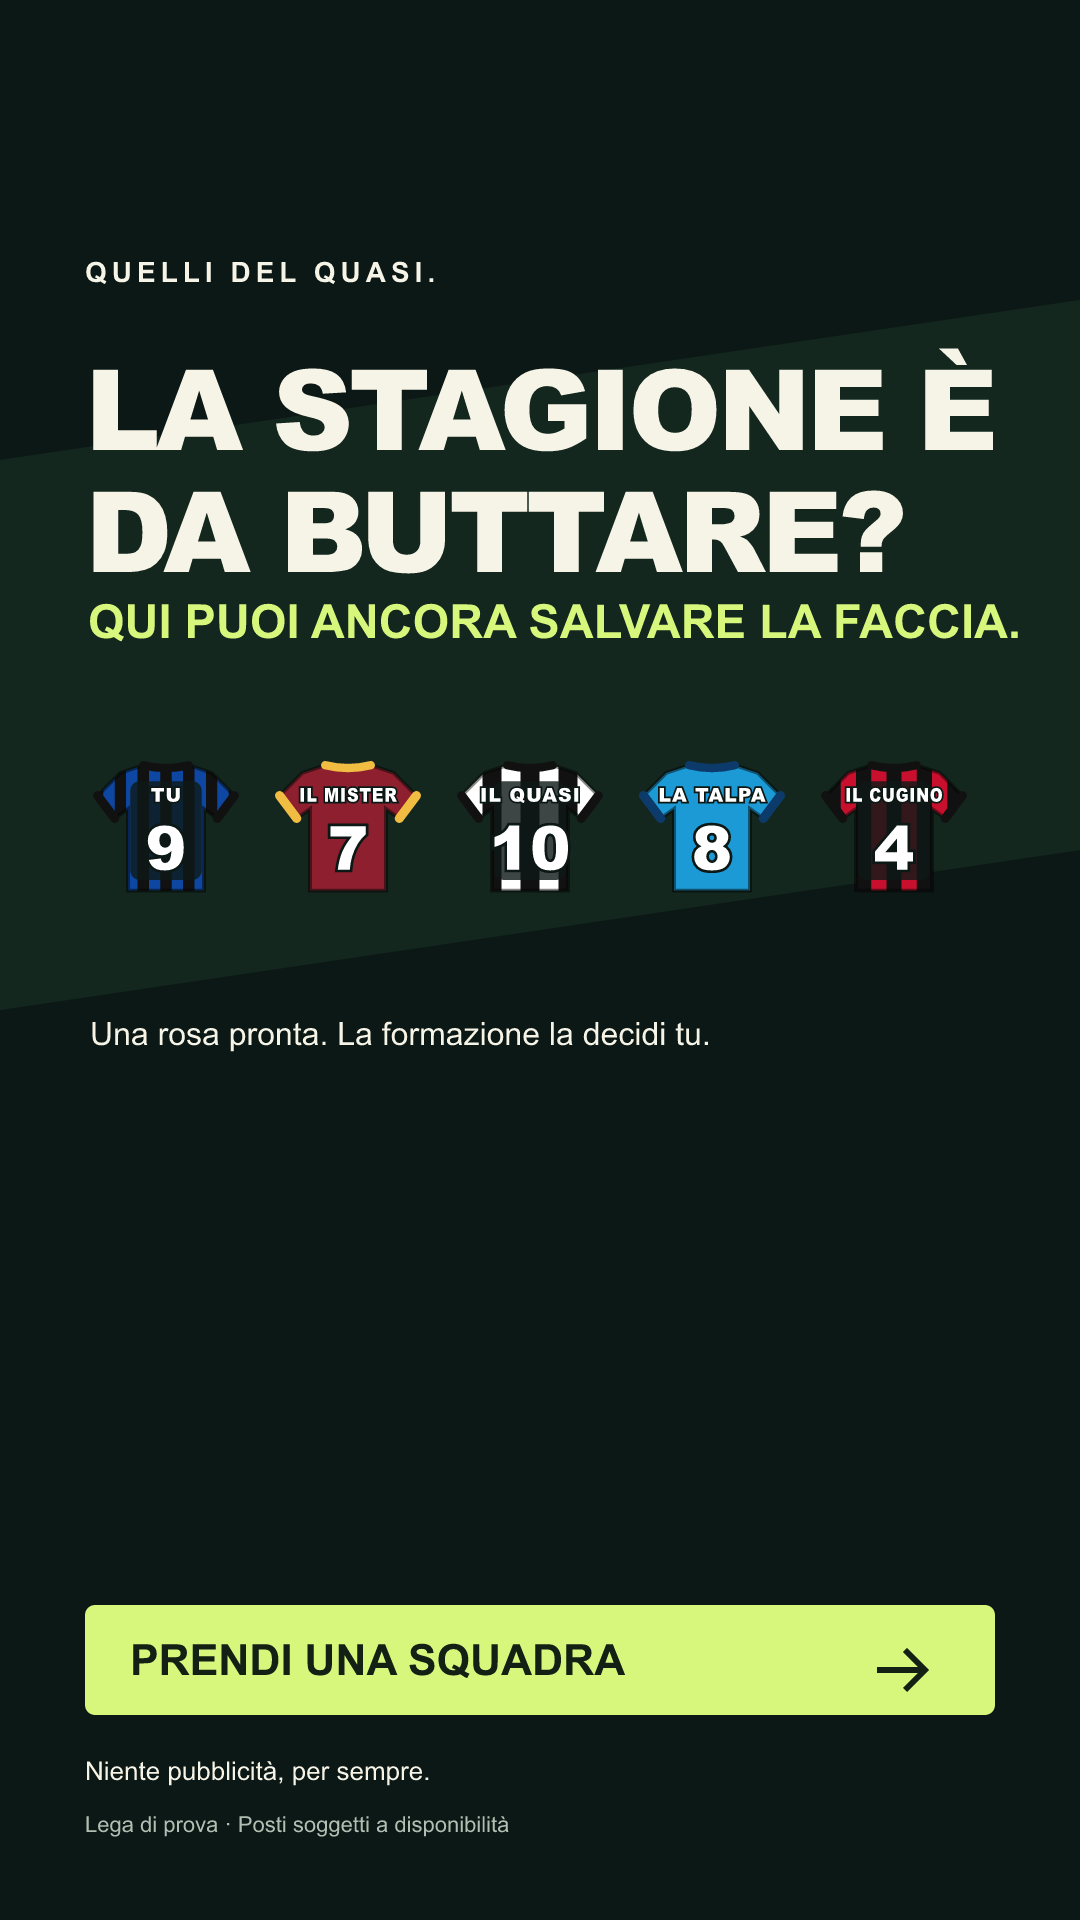 QUELLI DEL QUASI.
LA STAGIONE È
DA BUTTARE?
QUI PUOI ANCORA SALVARE LA FACCIA.
TU
9
IL MISTER
7
IL QUASI
10
LA TALPA
8
IL CUGINO
4
Una rosa pronta. La formazione la decidi tu.
PRENDI UNA SQUADRA →
Niente pubblicità, per sempre.
Lega di prova · Posti soggetti a disponibilità